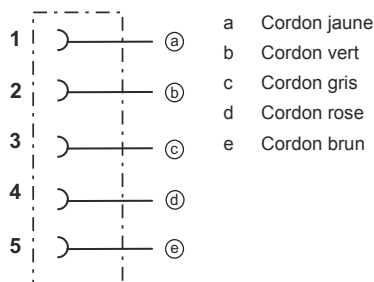 1 a
2 b
3 c
4 d
5 e
a Cordon jaune
b Cordon vert
c Cordon gris
d Cordon rose
e Cordon brun